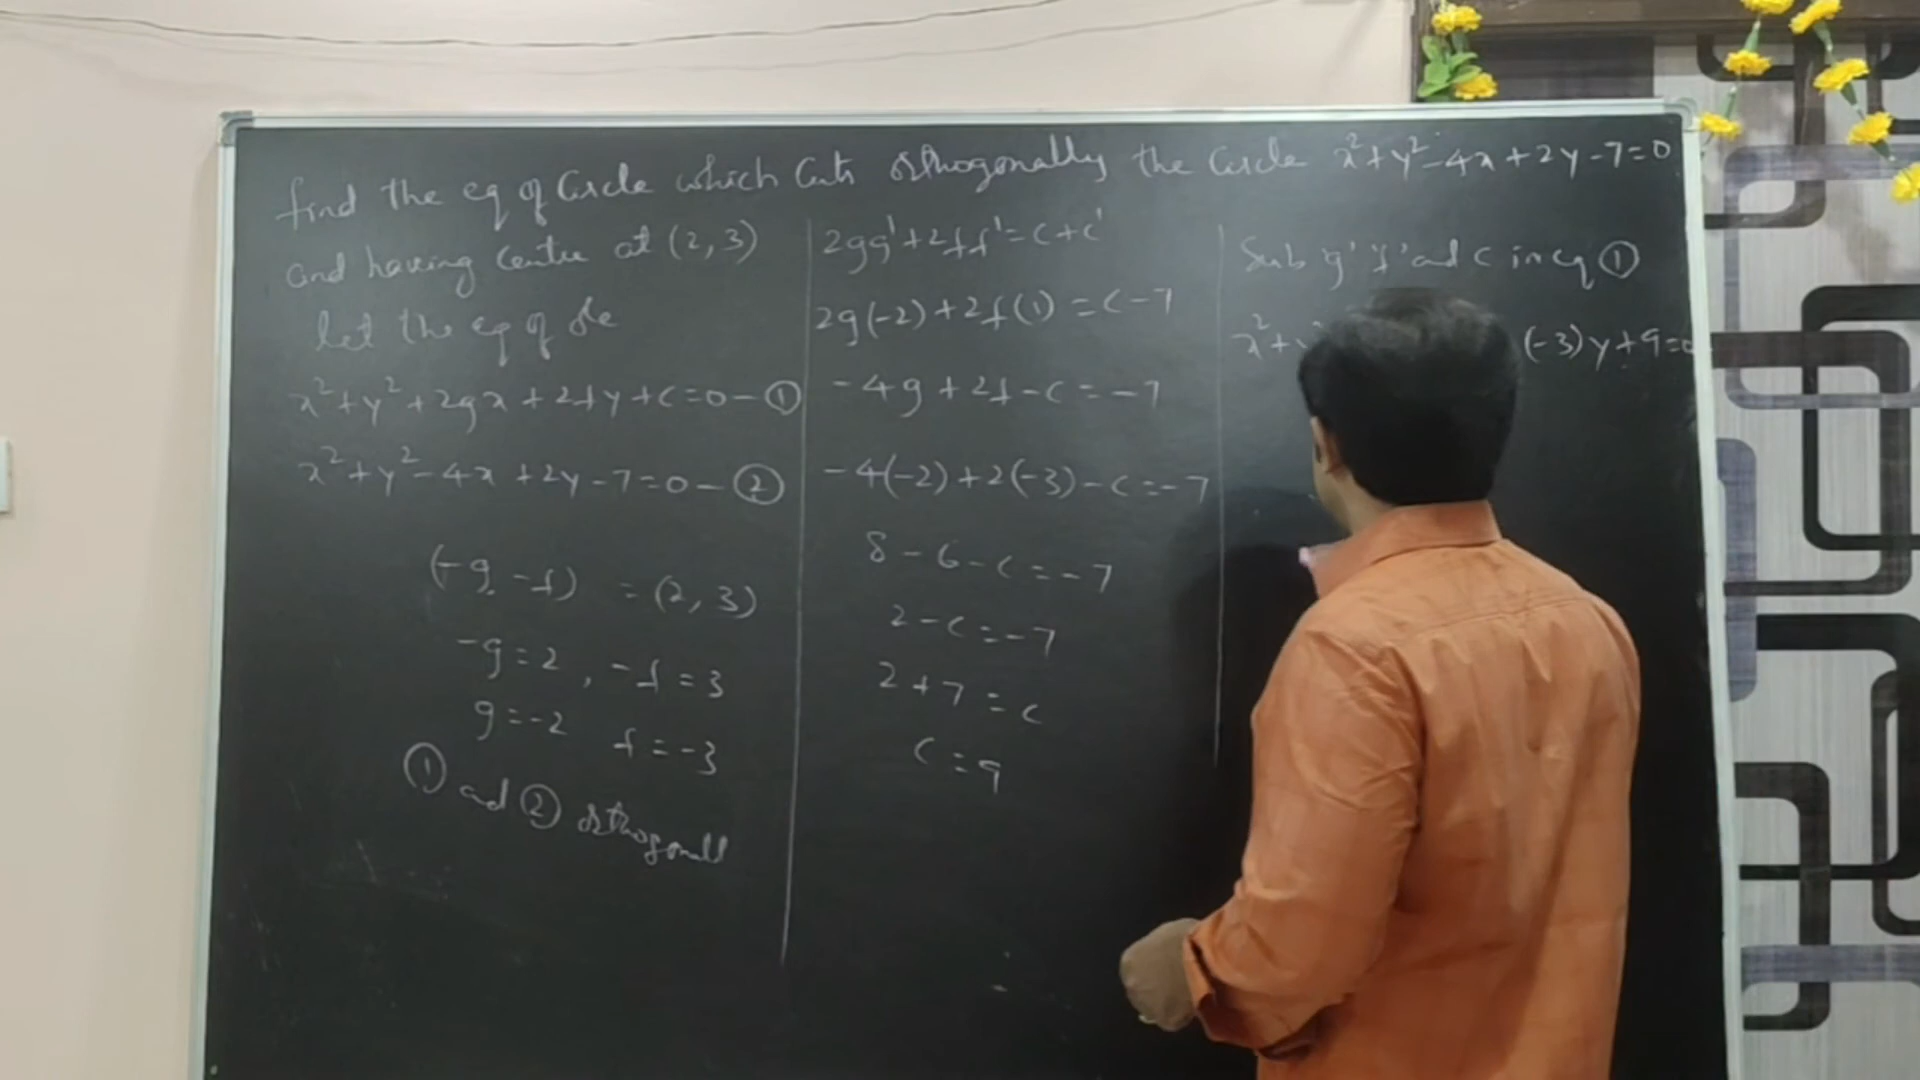 find the eq of Circle which Cuts orthogonally the Circle x²+y²-4x+2y-7=0
and having centre at (2,3)
let the eq of
x²+y²+2gx+2fy+c=0-①
x²+y²-4x+2y-7=0-②
(-g, -f) = (2,3)
-g=2, -f=3
g=-2 f=-3
① and ②
2gg'+2ff'=c+c'
2g(-2)+2f(1)=c-7
-4g+2f-c=-7
-4(-2)+2(-3)-c=-7
8-6-c=-7
2-c=-7
2+7=c
c=9
Sub 'g' 'f' and c in eq ①
x²+ (-3)y+9=0